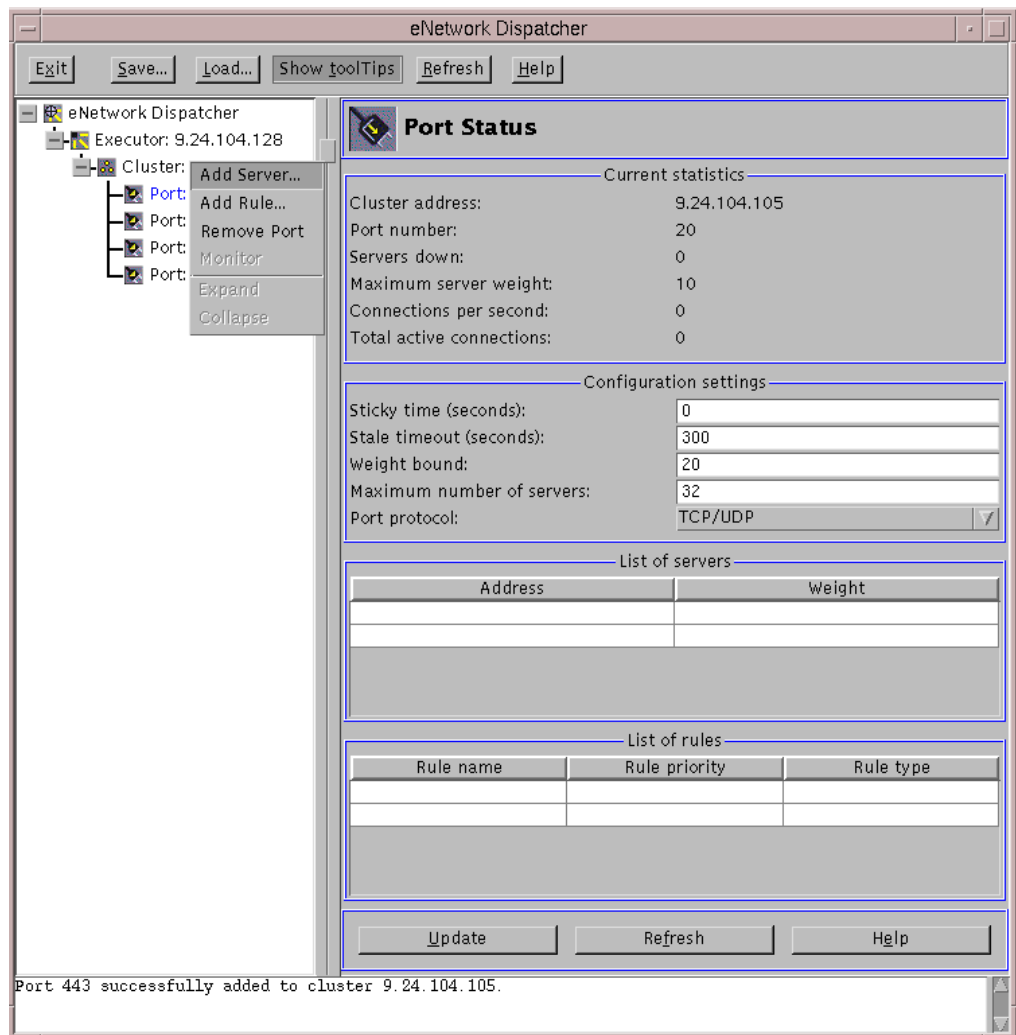 eNetwork Dispatcher
Exit Save... Load... Show toolTips Refresh Help
eNetwork Dispatcher
Executor: 9.24.104.128
Cluster:
Port:
Port:
Port:
Port:
Add Server...
Add Rule...
Remove Port
Monitor
Expand
Collapse
Port Status
Current statistics
Cluster address: 9.24.104.105
Port number: 20
Servers down: 0
Maximum server weight: 10
Connections per second: 0
Total active connections: 0
Configuration settings
Sticky time (seconds): 0
Stale timeout (seconds): 300
Weight bound: 20
Maximum number of servers: 32
Port protocol: TCP/UDP
List of servers
Address Weight
List of rules
Rule name Rule priority Rule type
Update Refresh Help
Port 443 successfully added to cluster 9.24.104.105.